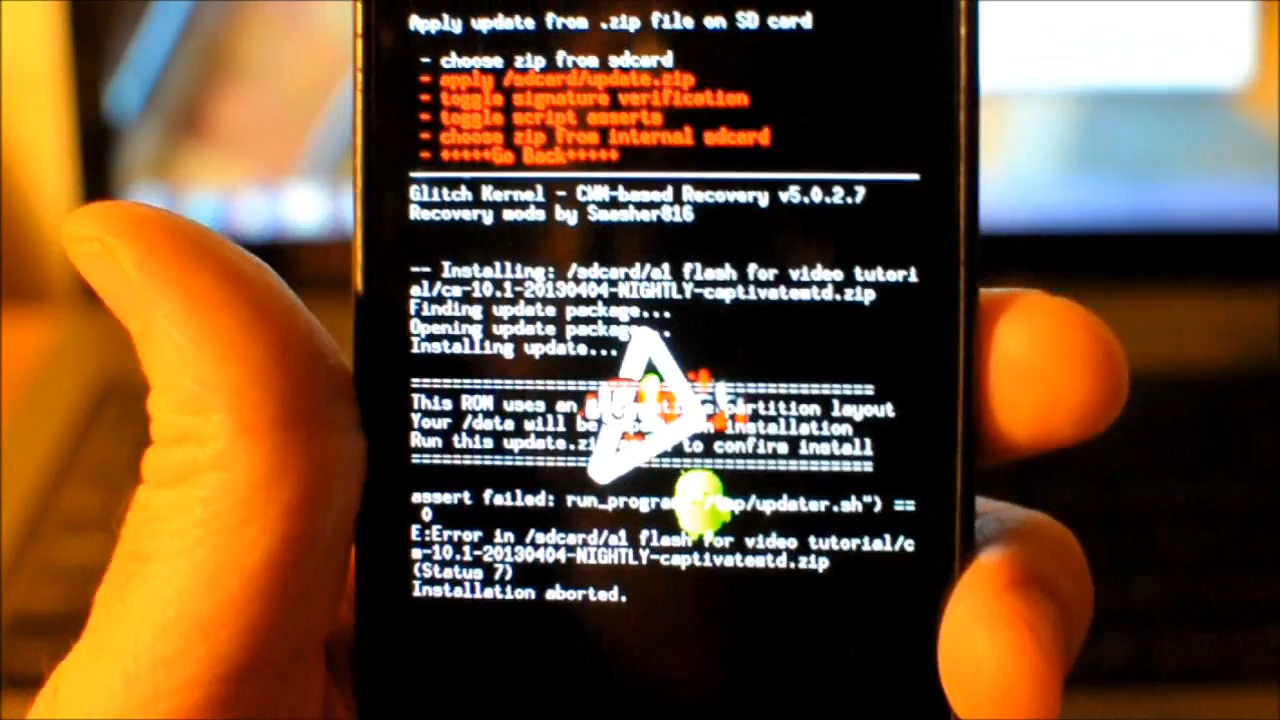 Apply update from .zip file on SD card
- choose zip from sdcard
- apply /sdcard/update.zip
- toggle signature verification
- toggle script asserts
- choose zip from internal sdcard
- +++++Go Back+++++
Glitch Kernel - CWM-based Recovery v5.0.2.7
Recovery mods by Smasher816
-- Installing: /sdcard/a1 flash for video tutori
al/cm-10.1-20130404-NIGHTLY-captivatemtd.zip
Finding update package...
Opening update package...
Installing update...
==============================================
This ROM uses an partition layout
Your /data will be installation
Run this update.zip to confirm install
==============================================
assert failed: run_program("/tmp/updater.sh") ==
0
E:Error in /sdcard/a1 flash for video tutorial/c
m-10.1-20130404-NIGHTLY-captivatemtd.zip
(Status 7)
Installation aborted.